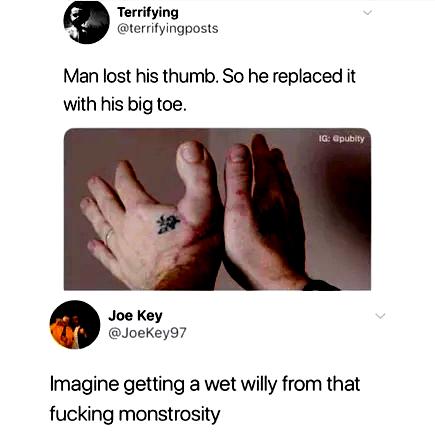 Terrifying
@terrifyingposts
Man lost his thumb. So he replaced it
with his big toe.
IG: @pubity
Joe Key
@JoeKey97
Imagine getting a wet willy from that
fucking monstrosity